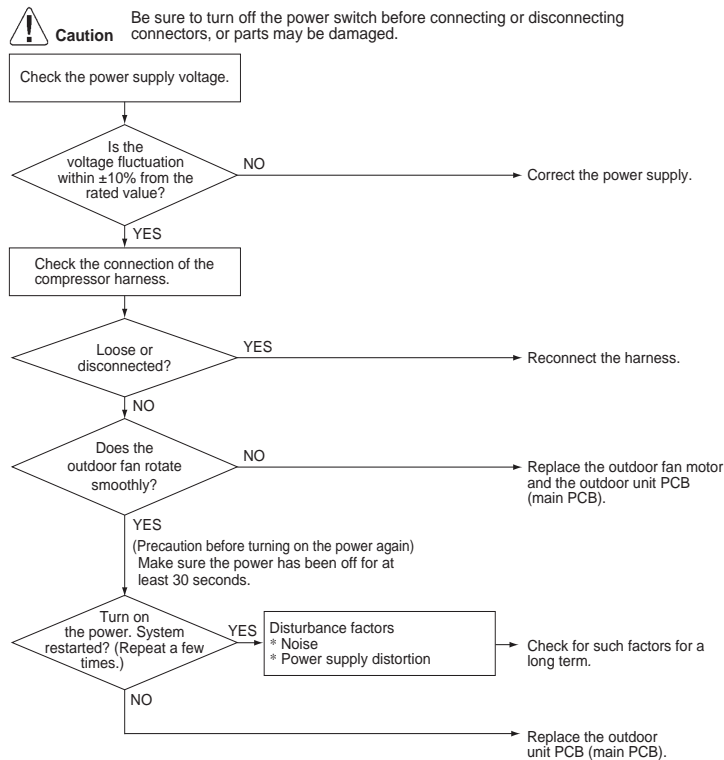 Be sure to turn off the power switch before connecting or disconnecting
Caution connectors, or parts may be damaged.
Check the power supply voltage.
Is the
voltage fluctuation
within ±10% from the
rated value?
NO
Correct the power supply.
YES
Check the connection of the
compressor harness.
Loose or
disconnected?
YES
Reconnect the harness.
NO
Does the
outdoor fan rotate
smoothly?
NO
Replace the outdoor fan motor
and the outdoor unit PCB
(main PCB).
YES
(Precaution before turning on the power again)
Make sure the power has been off for at
least 30 seconds.
Turn on
the power. System
restarted? (Repeat a few
times.)
YES
Disturbance factors
* Noise
* Power supply distortion
Check for such factors for a
long term.
NO
Replace the outdoor
unit PCB (main PCB).